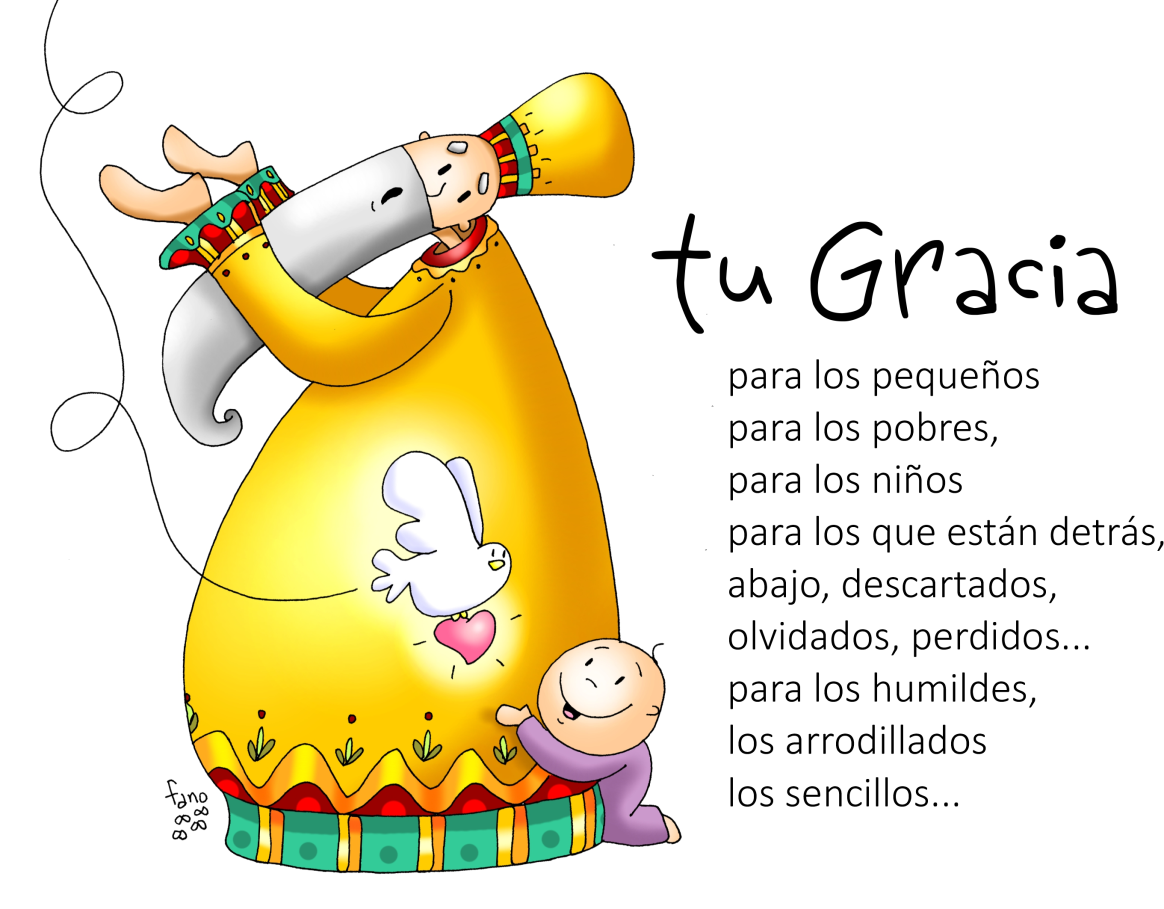 tu Gracia
para los pequeños
para los pobres,
para los niños
para los que están detrás,
abajo, descartados,
olvidados, perdidos...
para los humildes,
los arrodillados
los sencillos...
fano